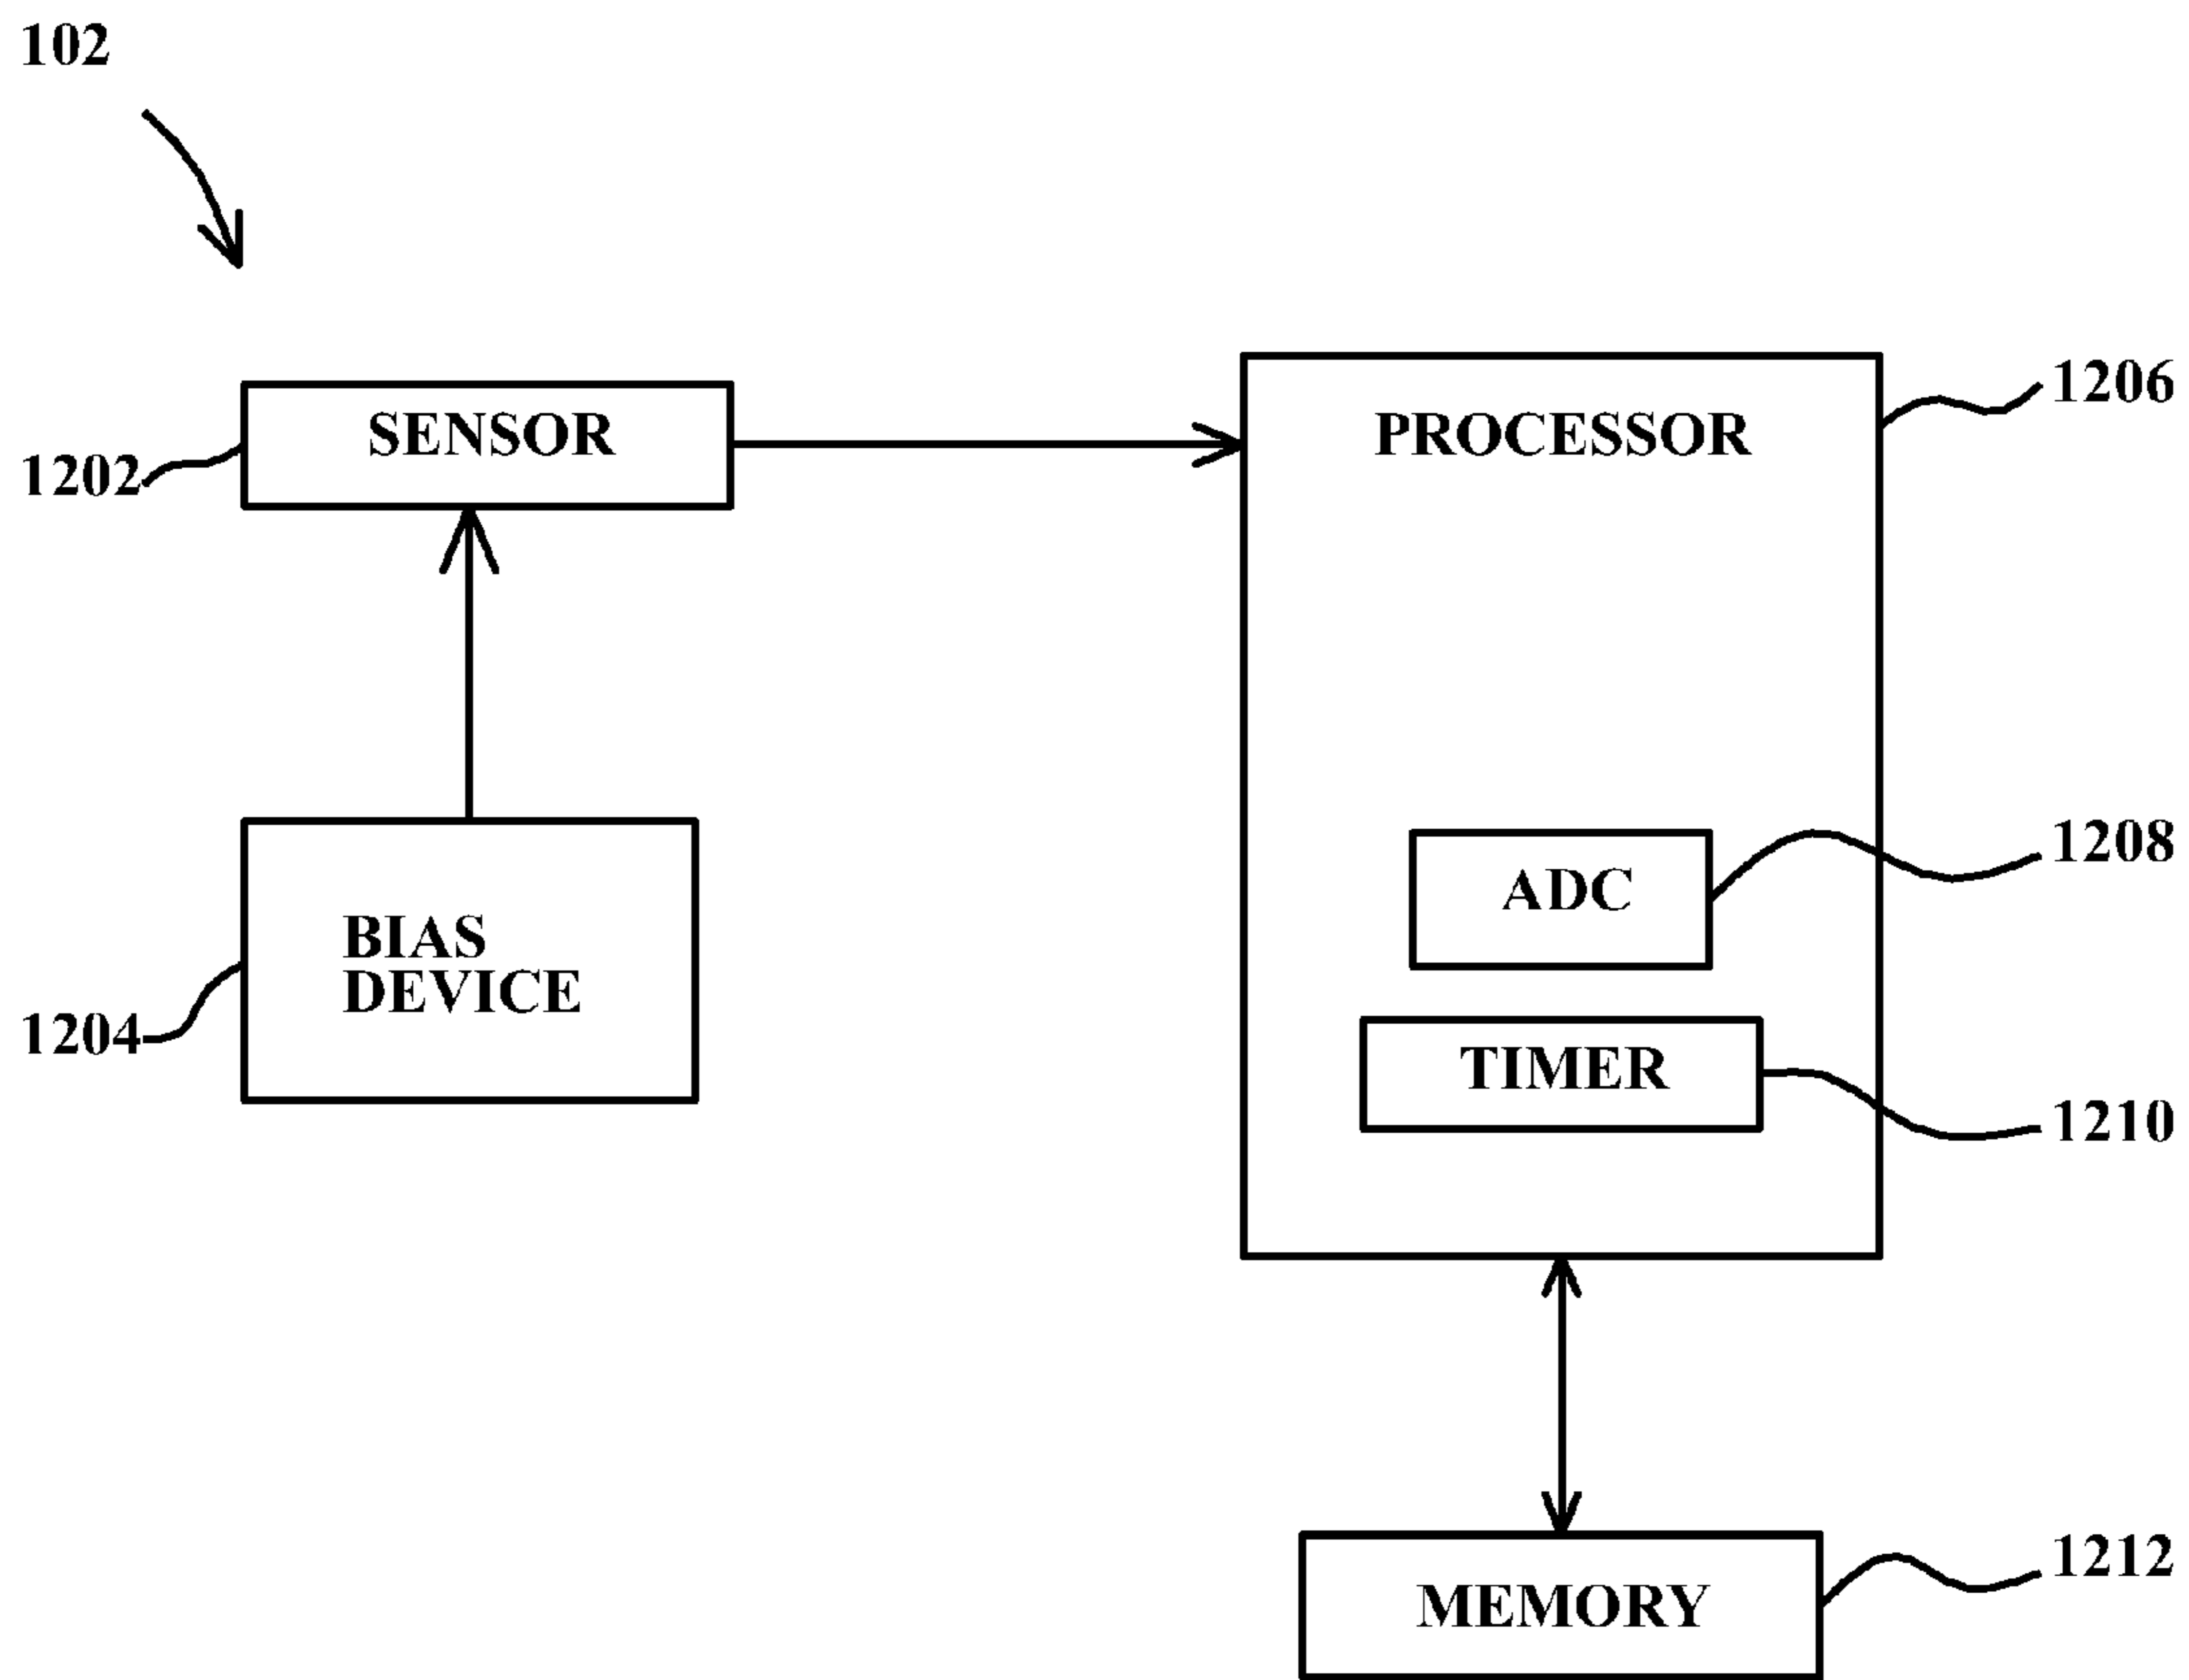 102
SENSOR
PROCESSOR
1206
1202
ADC
1208
BIAS
DEVICE
1204
TIMER
1210
MEMORY
1212